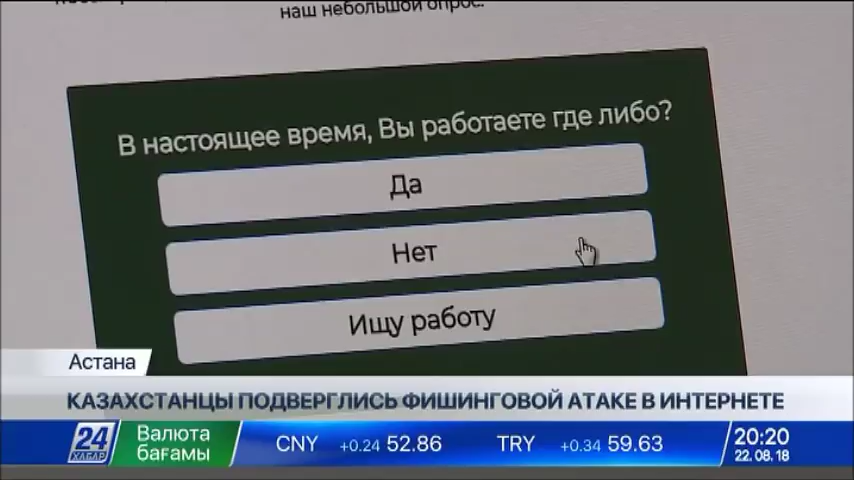 наш небольшой опрос.
В настоящее время, Вы работаете где либо?
Да
Нет
Ищу работу
Астана
КАЗАХСТАНЦЫ ПОДВЕРГЛИСЬ ФИШИНГОВОЙ АТАКЕ В ИНТЕРНЕТЕ
24 ХАБАР
Валюта бағамы
CNY +0.24 52.86 TRY +0.34 59.63
20:20
22.08.18